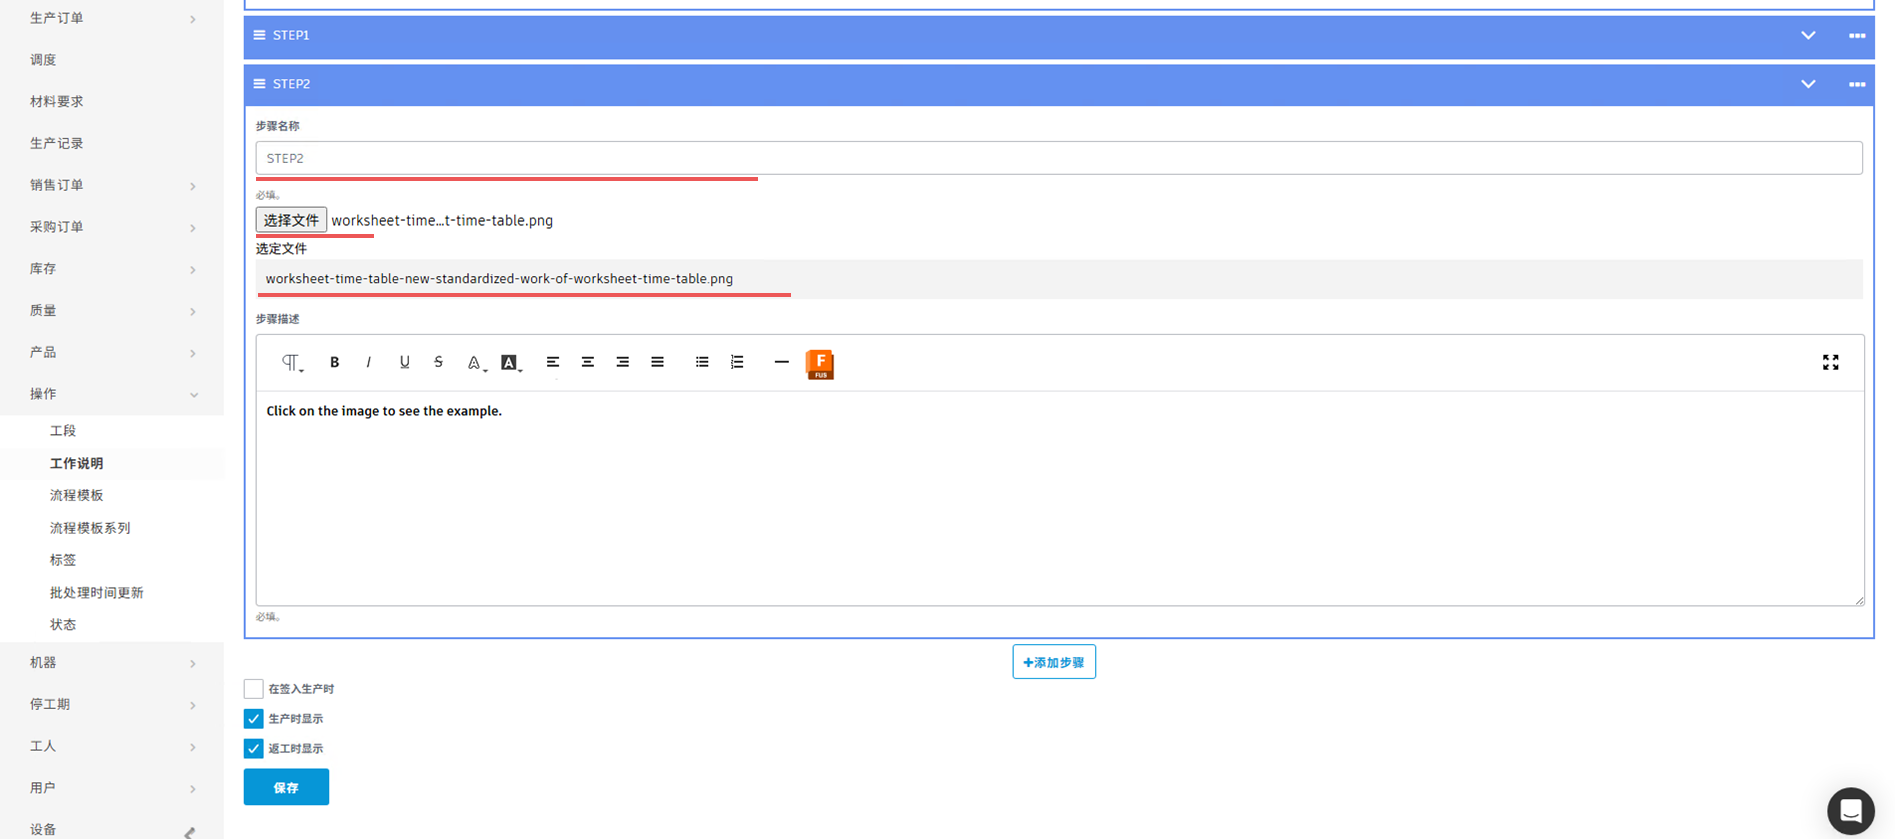 生产订单
调度
材料要求
生产记录
销售订单
采购订单
库存
质量
产品
操作
工段
工作说明
流程模板
流程模板系列
标签
批处理时间更新
状态
机器
停工期
工人
用户
设备
STEP1
STEP2
步骤名称
STEP2
必填。
选择文件 worksheet-time...t-time-table.png
选定文件
worksheet-time-table-new-standardized-work-of-worksheet-time-table.png
步骤描述
B I U S A A F FUS
Click on the image to see the example.
必填。
+添加步骤
在签入生产时
生产时显示
返工时显示
保存